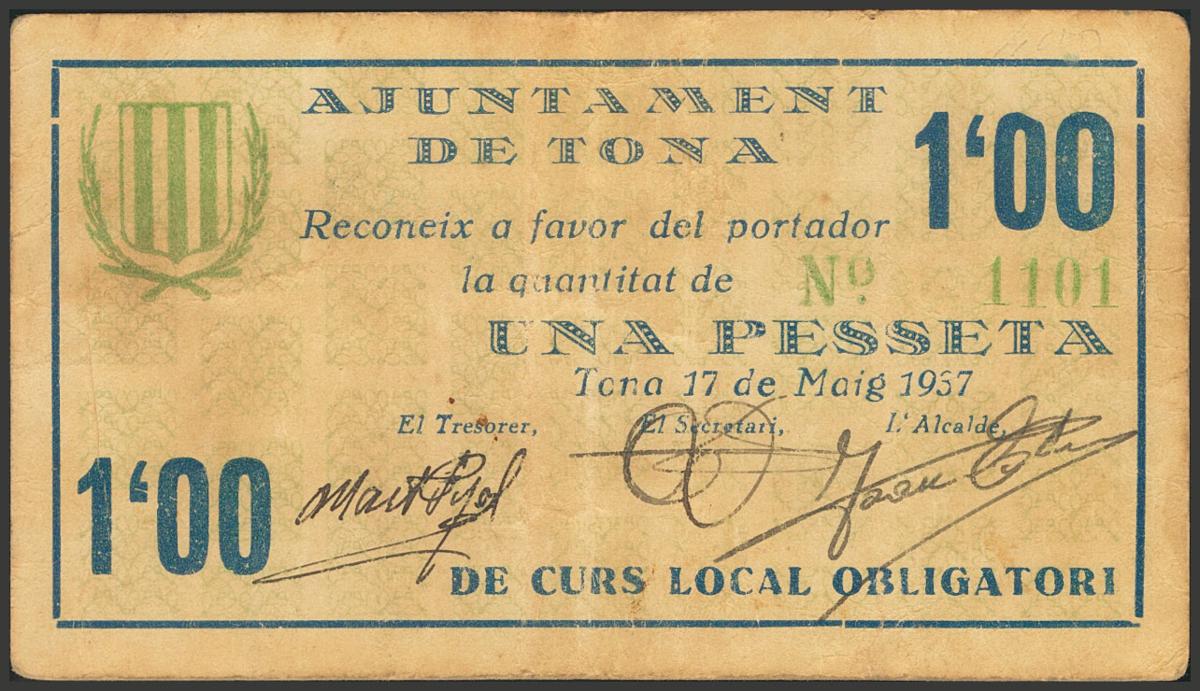 AJUNTAMENT
DE TONA
1'00
Reconeix a favor del portador
la quantitat de
Nº 1101
UNA PESSETA
Tona 17 de Maig 1937
El Tresorer, El Secretari, L'Alcalde,
1'00
DE CURS LOCAL OBLIGATORI